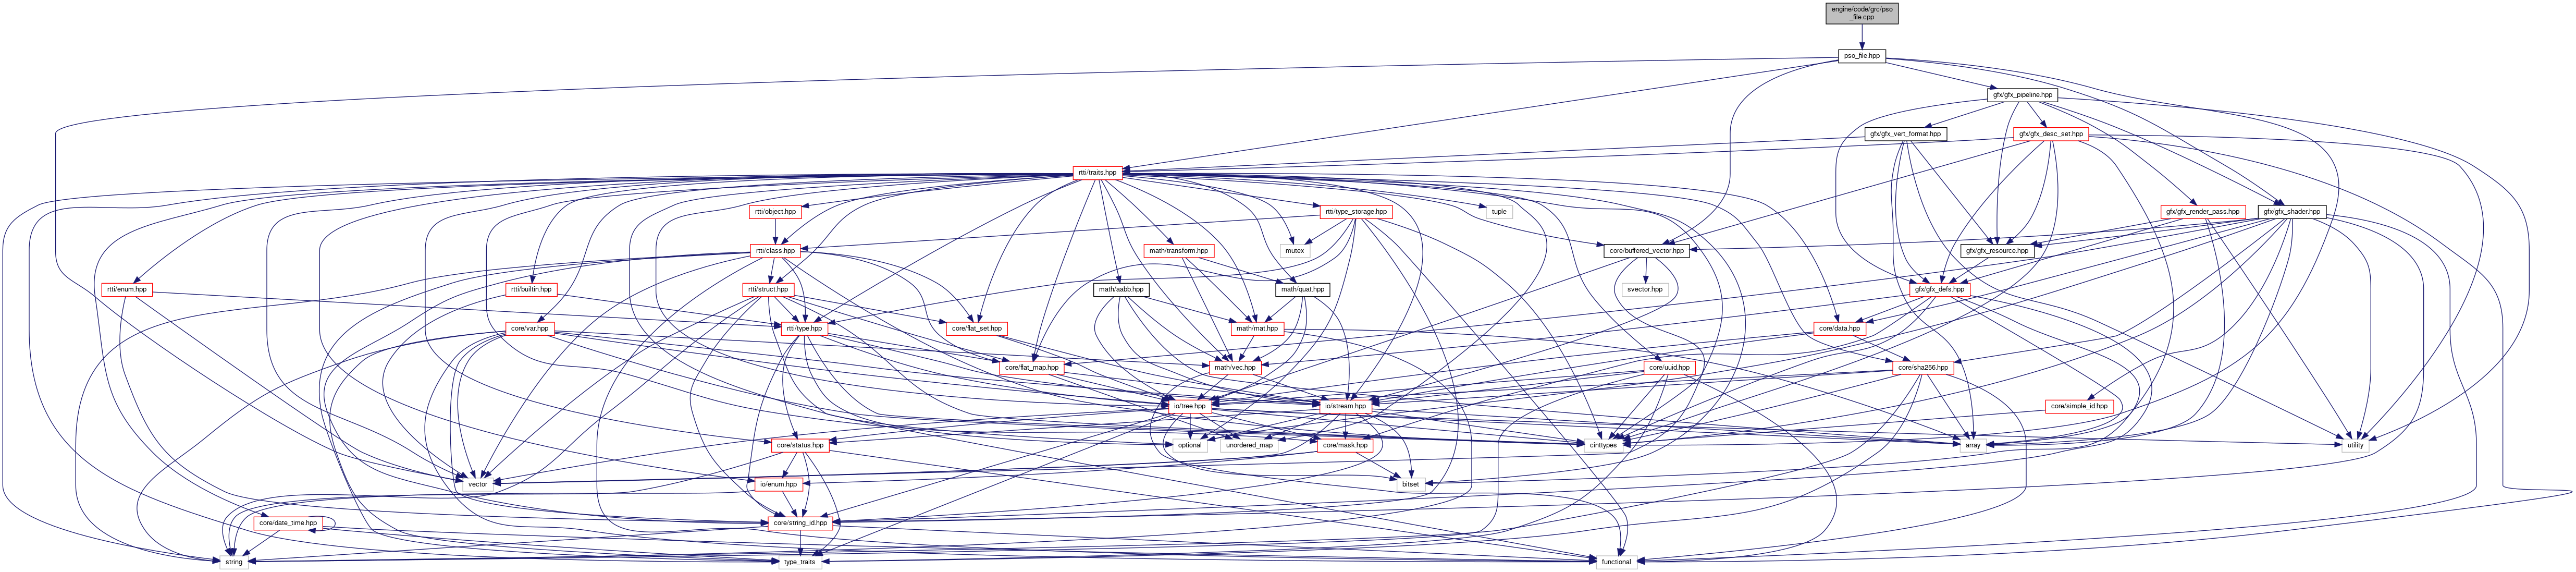 engine/code/grc/pso
_file.cpp
pso_file.hpp
gfx/gfx_pipeline.hpp
gfx/gfx_vert_format.hpp
gfx/gfx_desc_set.hpp
rtti/traits.hpp
rtti/object.hpp
rtti/type_storage.hpp
tuple
gfx/gfx_render_pass.hpp
gfx/gfx_shader.hpp
rtti/class.hpp
math/transform.hpp
mutex
core/buffered_vector.hpp
gfx/gfx_resource.hpp
rtti/enum.hpp
rtti/builtin.hpp
rtti/struct.hpp
math/aabb.hpp
math/quat.hpp
svector.hpp
gfx/gfx_defs.hpp
core/var.hpp
rtti/type.hpp
core/flat_set.hpp
math/mat.hpp
core/data.hpp
core/flat_map.hpp
math/vec.hpp
core/uuid.hpp
core/sha256.hpp
io/tree.hpp
io/stream.hpp
core/simple_id.hpp
core/status.hpp
optional
unordered_map
core/mask.hpp
cinttypes
array
utility
vector
io/enum.hpp
bitset
core/date_time.hpp
core/string_id.hpp
string
type_traits
functional